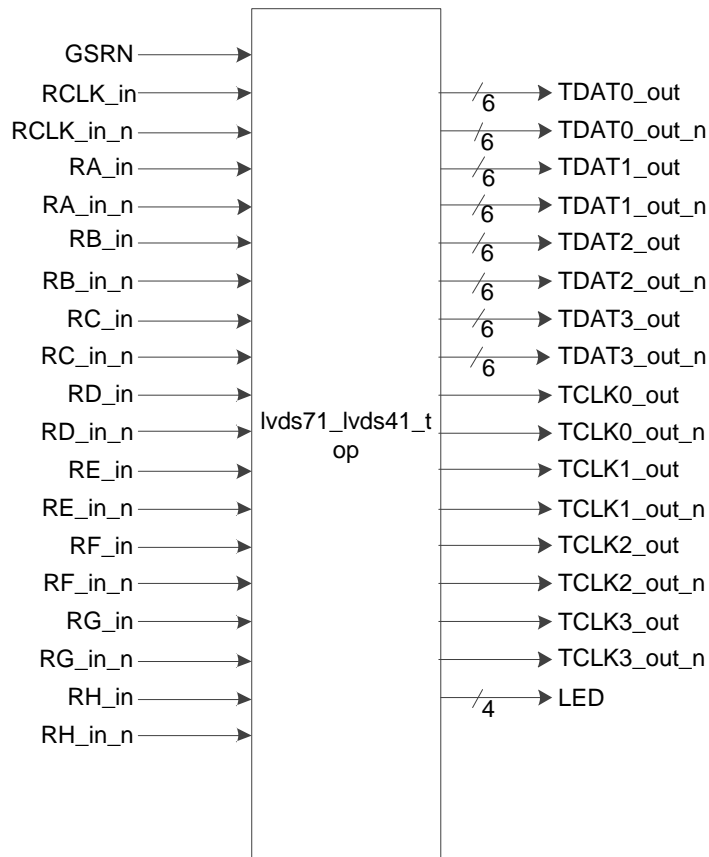 GSRN
RCLK_in
RCLK_in_n
RA_in
RA_in_n
RB_in
RB_in_n
RC_in
RC_in_n
RD_in
RD_in_n
RE_in
RE_in_n
RF_in
RF_in_n
RG_in
RG_in_n
RH_in
RH_in_n
lvds71_lvds41_t
op
6 TDAT0_out
6 TDAT0_out_n
6 TDAT1_out
6 TDAT1_out_n
6 TDAT2_out
6 TDAT2_out_n
6 TDAT3_out
6 TDAT3_out_n
TCLK0_out
TCLK0_out_n
TCLK1_out
TCLK1_out_n
TCLK2_out
TCLK2_out_n
TCLK3_out
TCLK3_out_n
4 LED